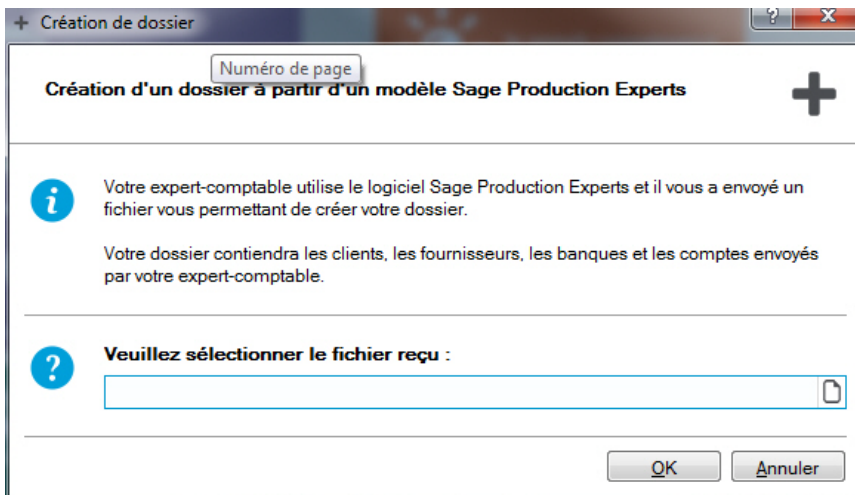 Création de dossier
Numéro de page
Création d'un dossier à partir d'un modèle Sage Production Experts
Votre expert-comptable utilise le logiciel Sage Production Experts et il vous a envoyé un
fichier vous permettant de créer votre dossier.
Votre dossier contiendra les clients, les fournisseurs, les banques et les comptes envoyés
par votre expert-comptable.
Veuillez sélectionner le fichier reçu :
OK
Annuler